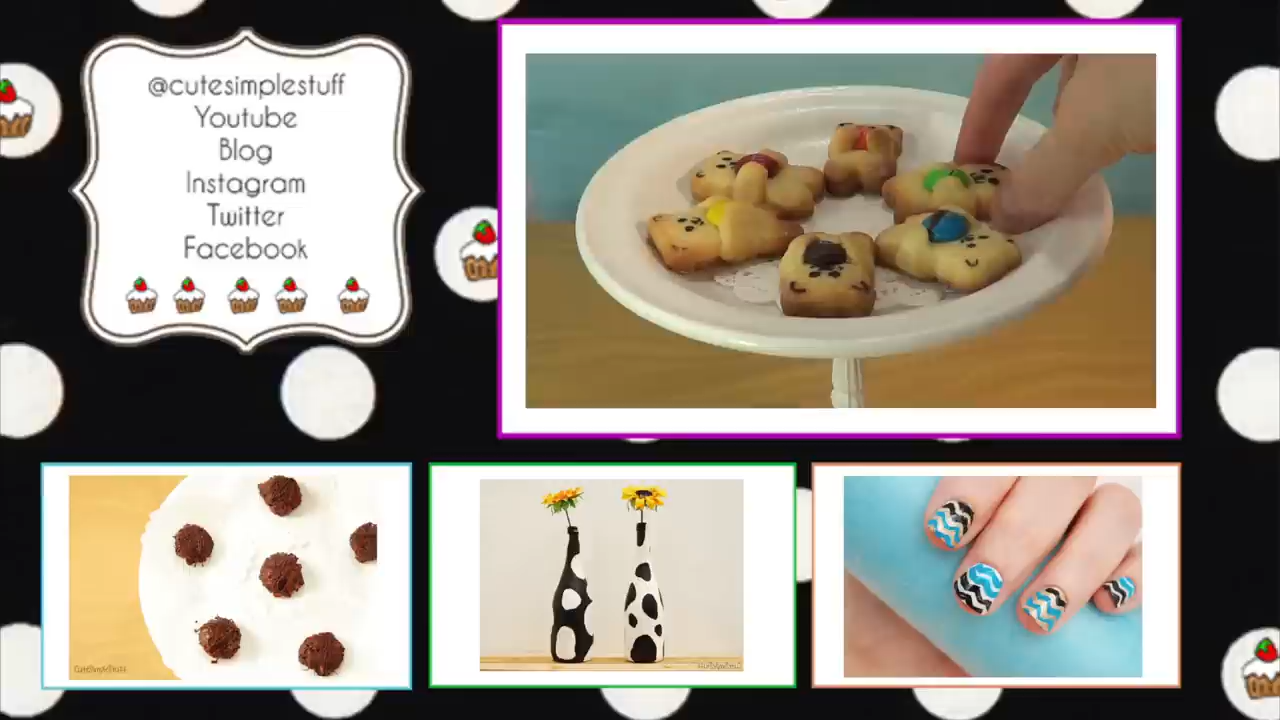 @cutesimplestuff
Youtube
Blog
Instagram
Twitter
Facebook